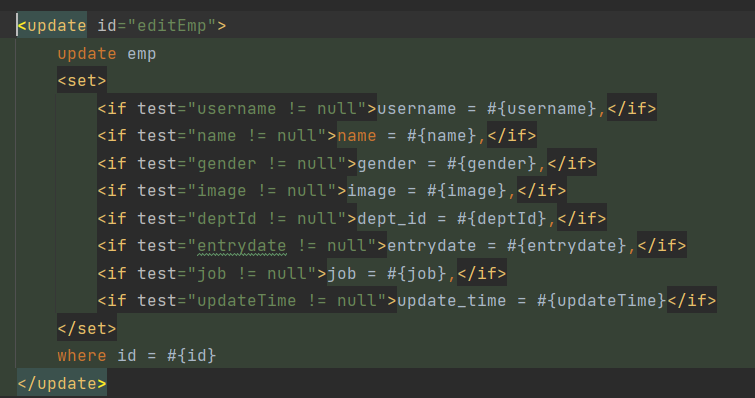 <update id="editEmp">
update emp
<set>
<if test="username != null">username = #{username},</if>
<if test="name != null">name = #{name},</if>
<if test="gender != null">gender = #{gender},</if>
<if test="image != null">image = #{image},</if>
<if test="deptId != null">dept_id = #{deptId},</if>
<if test="entrydate != null">entrydate = #{entrydate},</if>
<if test="job != null">job = #{job},</if>
<if test="updateTime != null">update_time = #{updateTime}</if>
</set>
where id = #{id}
</update>